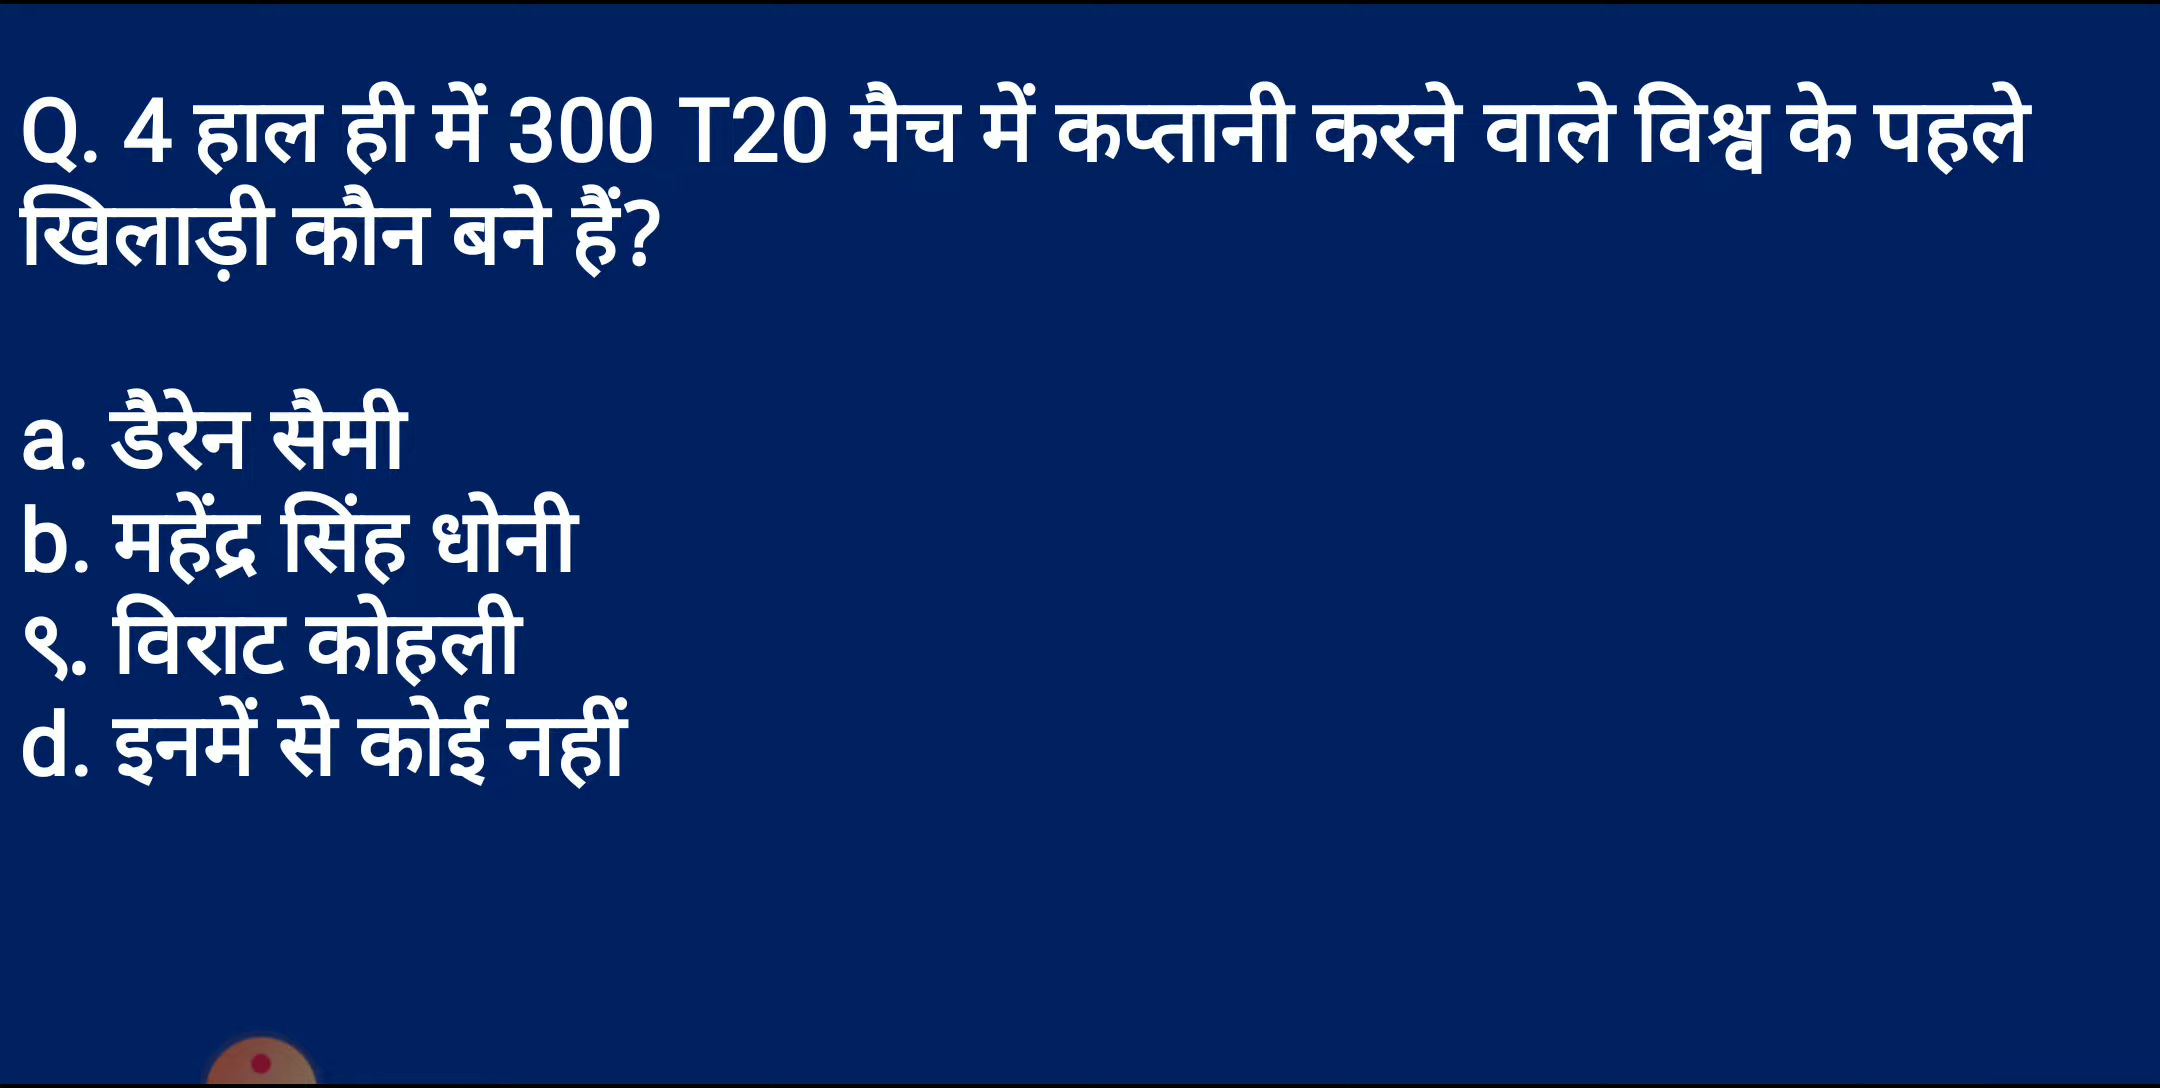 Q. 4 हाल ही में 300 T20 मैच में कप्तानी करने वाले विश्व के पहले
खिलाड़ी कौन बने हैं?
a. डैरेन सैमी
b. महेंद्र सिंह धोनी
९. विराट कोहली
d. इनमें से कोई नहीं